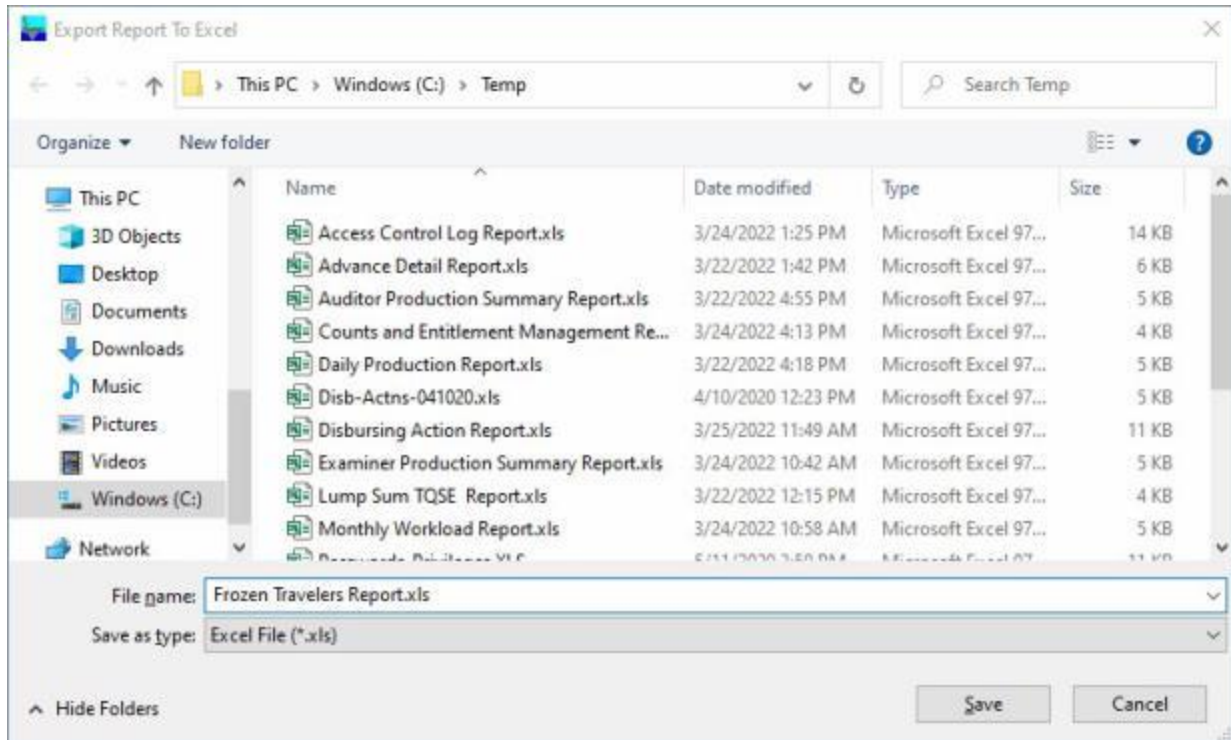 Export Report To Excel
This PC > Windows (C:) > Temp
Search Temp
Organize
New folder
This PC
3D Objects
Desktop
Documents
Downloads
Music
Pictures
Videos
Windows (C:)
Network
Name Date modified Type Size
Access Control Log Report.xls 3/24/2022 1:25 PM Microsoft Excel 97... 14 KB
Advance Detail Report.xls 3/22/2022 1:42 PM Microsoft Excel 97... 6 KB
Auditor Production Summary Report.xls 3/22/2022 4:55 PM Microsoft Excel 97... 5 KB
Counts and Entitlement Management Re... 3/24/2022 4:13 PM Microsoft Excel 97... 4 KB
Daily Production Report.xls 3/22/2022 4:18 PM Microsoft Excel 97... 5 KB
Disb-Actns-041020.xls 4/10/2020 12:23 PM Microsoft Excel 97... 5 KB
Disbursing Action Report.xls 3/25/2022 11:49 AM Microsoft Excel 97... 11 KB
Examiner Production Summary Report.xls 3/24/2022 10:42 AM Microsoft Excel 97... 5 KB
Lump Sum TQSE  Report.xls 3/22/2022 12:15 PM Microsoft Excel 97... 4 KB
Monthly Workload Report.xls 3/24/2022 10:58 AM Microsoft Excel 97... 5 KB
File name: Frozen Travelers Report.xls
Save as type: Excel File (*.xls)
Hide Folders
Save
Cancel